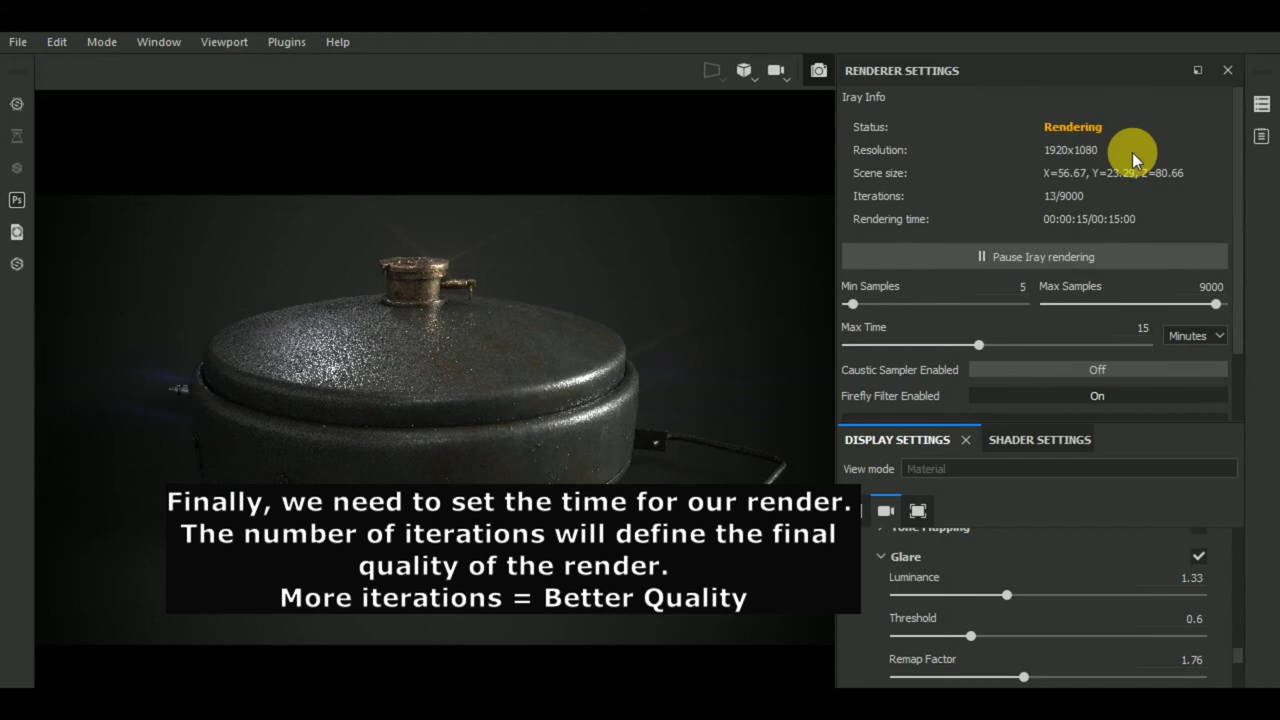 File Edit Mode Window Viewport Plugins Help
RENDERER SETTINGS
Iray Info
Status: Rendering
Resolution: 1920x1080
Scene size: X=56.67, Y=23.29, Z=80.66
Iterations: 13/9000
Rendering time: 00:00:15/00:15:00
Pause Iray rendering
Min Samples 5 Max Samples 9000
Max Time 15 Minutes
Caustic Sampler Enabled Off
Firefly Filter Enabled On
DISPLAY SETTINGS SHADER SETTINGS
View mode Material
Ps
Finally, we need to set the time for our render.
The number of iterations will define the final
quality of the render.
More iterations = Better Quality
Tone Mapping
Glare
Luminance 1.33
Threshold 0.6
Remap Factor 1.76